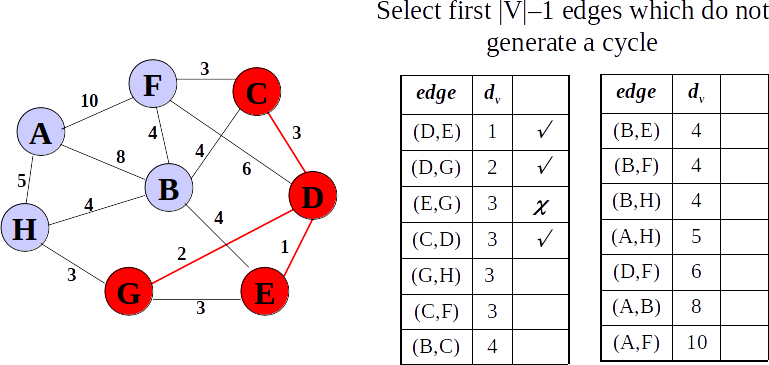 Select first |V|–1 edges which do not
generate a cycle
F
3
C
10
A
4
3
8
4
6
B
5
D
4
4
H
2
1
3
G
E
3
edge dv
(D,E) 1 √
(D,G) 2 √
(E,G) 3 χ
(C,D) 3 √
(G,H) 3
(C,F) 3
(B,C) 4
edge dv
(B,E) 4
(B,F) 4
(B,H) 4
(A,H) 5
(D,F) 6
(A,B) 8
(A,F) 10